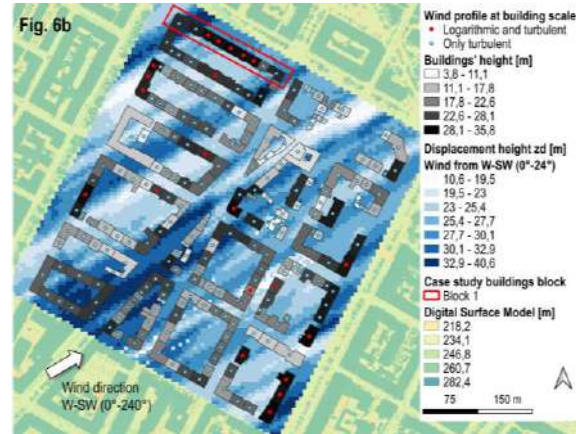 Fig. 6b
Wind profile at building scale
Logarithmic and turbulent
Only turbulent
Buildings' height [m]
3,8 - 11,1
11,1 - 17,8
17,8 - 22,6
22,6 - 28,1
28,1 - 35,8
Displacement height zd [m]
Wind from W-SW (0°-24°)
10,6 - 19,5
19,5 - 23
23 - 25,4
25,4 - 27,7
27,7 - 30,1
30,1 - 32,9
32,9 - 40,6
Case study buildings block
Block 1
Digital Surface Model [m]
218,2
234,1
246,8
260,7
282,4
75 150 m
Wind direction
W-SW (0°-240°)